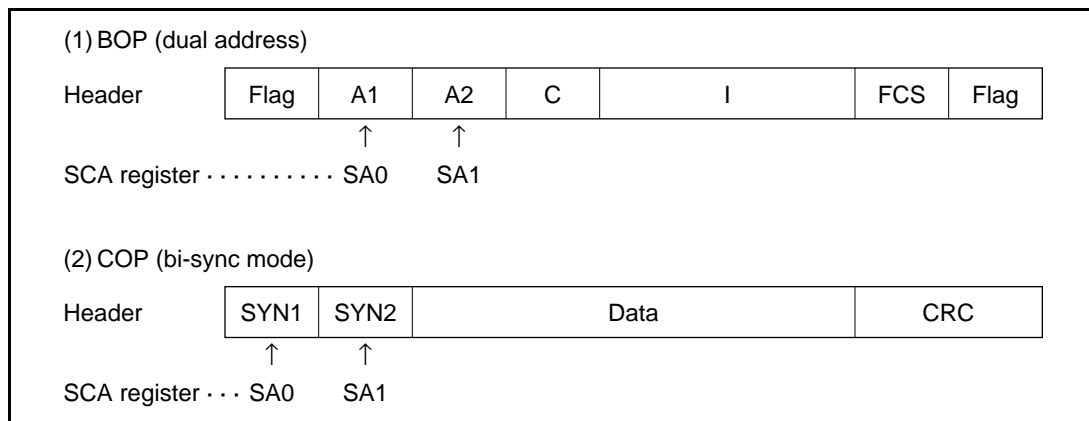 (1) BOP (dual address)
Header Flag A1 A2 C I FCS Flag
↑ ↑
SCA register · · · · · · · · · · SA0 SA1
(2) COP (bi-sync mode)
Header SYN1 SYN2 Data CRC
↑ ↑
SCA register · · · SA0 SA1